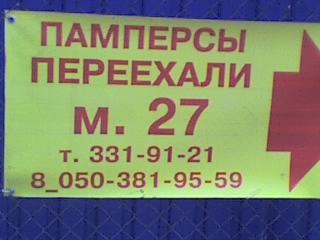 ПАМПЕРСЫ
ПЕРЕЕХАЛИ
м. 27
т. 331-91-21
8_050-381-95-59